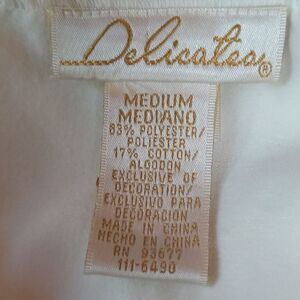 Delicates®
MEDIUM
MEDIANO
83% POLYESTER/
POLIESTER
17% COTTON/
ALGODON
EXCLUSIVE OF
DECORATION/
EXCLUSIVO PARA
DECORACION
MADE IN CHINA
HECHO EN CHINA
RN 93677
111-6490